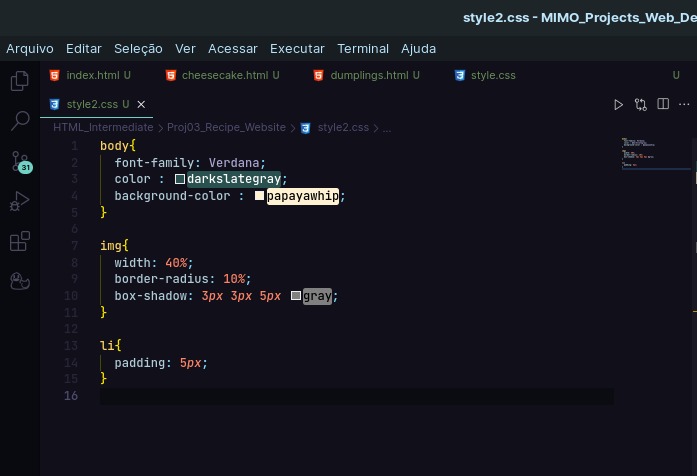 style2.css - MIMO_Projects_Web_De
Arquivo Editar Seleção Ver Acessar Executar Terminal Ajuda
index.html U cheesecake.html U dumplings.html U style.css U
style2.css U
HTML_Intermediate > Proj03_Recipe_Website > style2.css > ...
1 body{
2 font-family: Verdana;
3 color : darkslategray;
4 background-color : papayawhip;
5 }
6
7 img{
8 width: 40%;
9 border-radius: 10%;
10 box-shadow: 3px 3px 5px gray;
11 }
12
13 li{
14 padding: 5px;
15 }
16
31